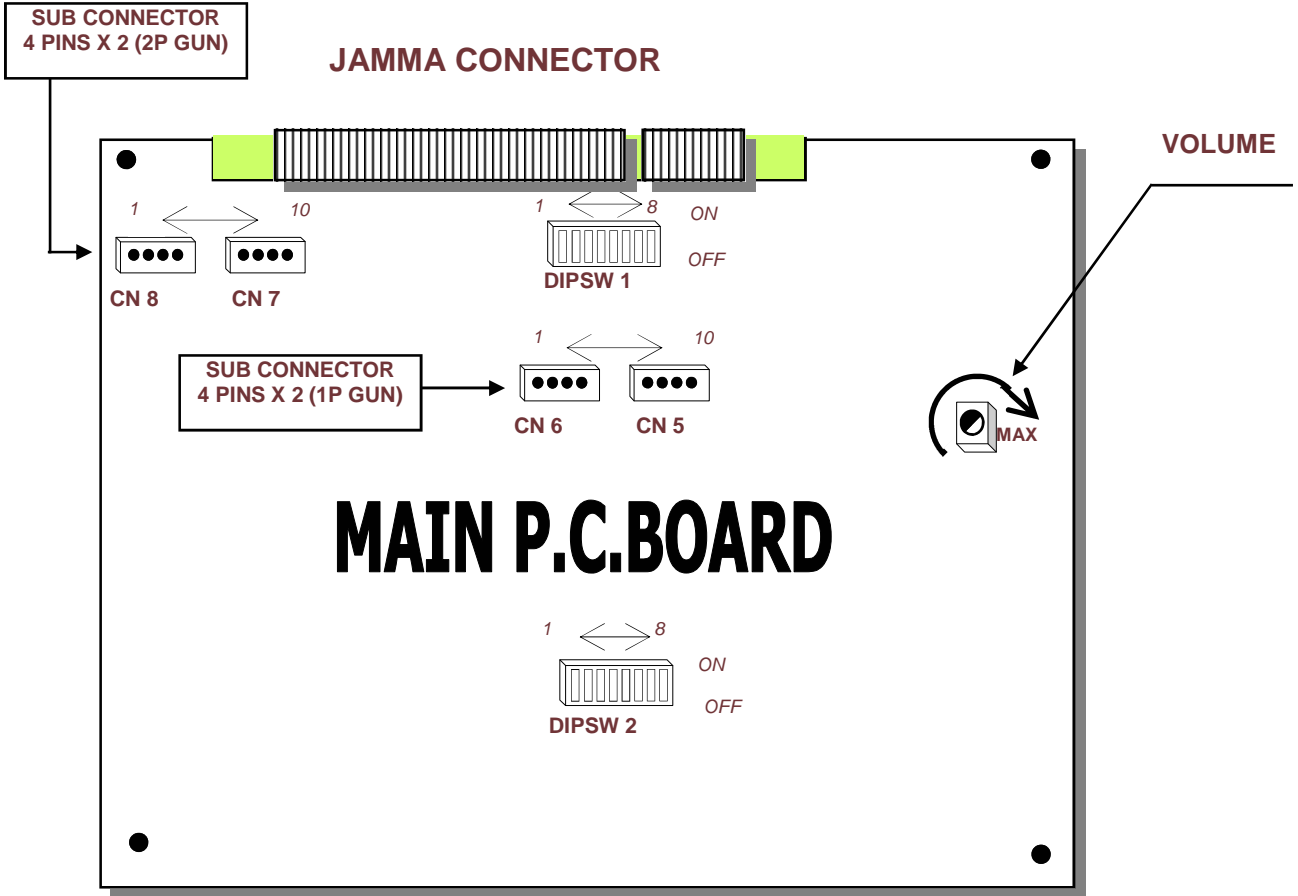 SUB CONNECTOR
4 PINS X 2 (2P GUN)
JAMMA CONNECTOR
VOLUME
1 10
CN 8 CN 7
1 8 ON
OFF
DIPSW 1
1 10
SUB CONNECTOR
4 PINS X 2 (1P GUN)
CN 6 CN 5
MAX
MAIN P.C.BOARD
1 8
ON
OFF
DIPSW 2